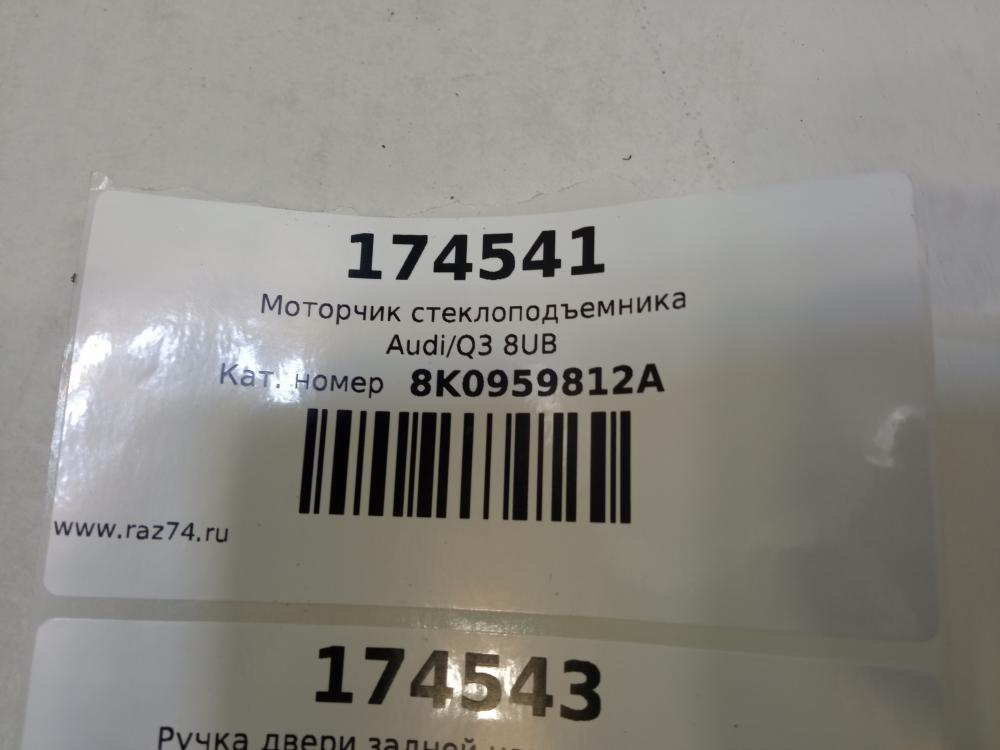 174541
Моторчик стеклоподъемника
Audi/Q3 8UB
Кат. номер 8K0959812A
www.raz74.ru
174543
Ручка двери задней